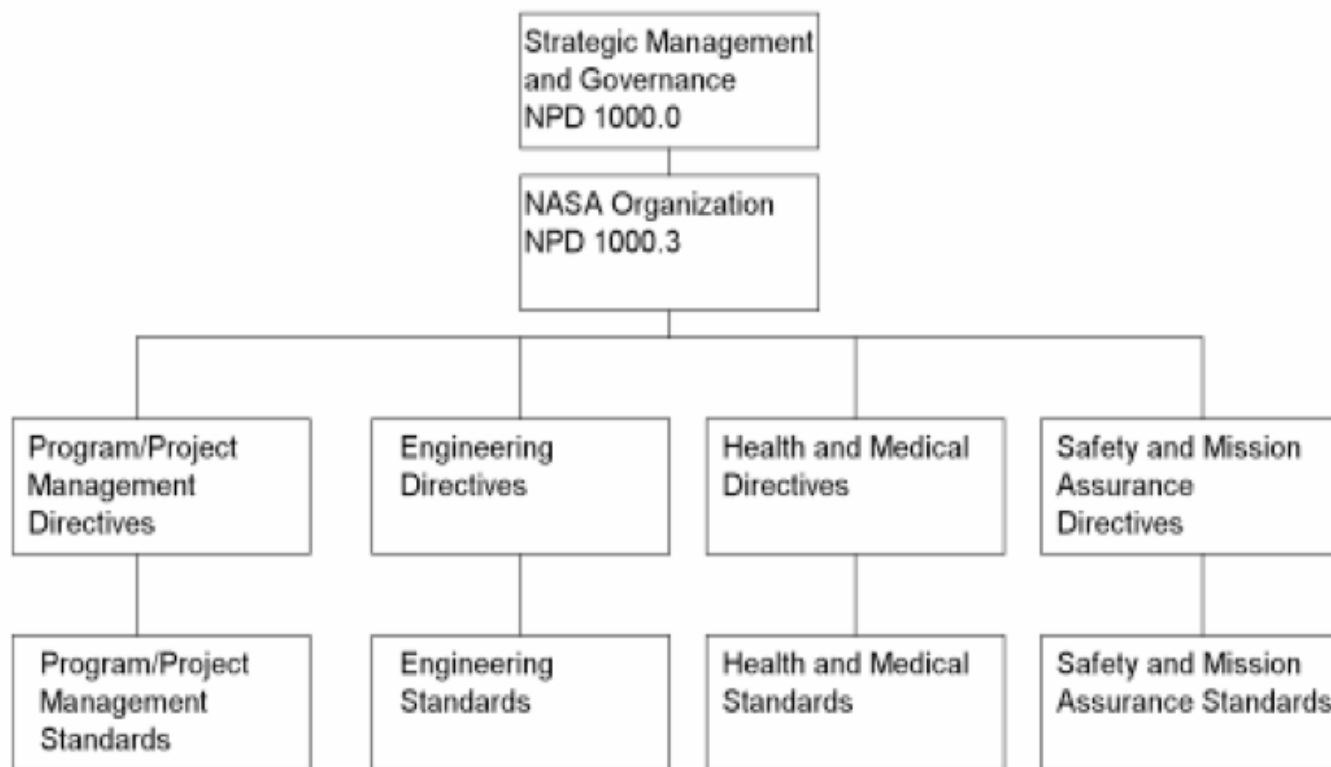 Strategic Management
and Governance
NPD 1000.0
NASA Organization
NPD 1000.3
Program/Project
Management
Directives
Engineering
Directives
Health and Medical
Directives
Safety and Mission
Assurance
Directives
Program/Project
Management
Standards
Engineering
Standards
Health and Medical
Standards
Safety and Mission
Assurance Standards